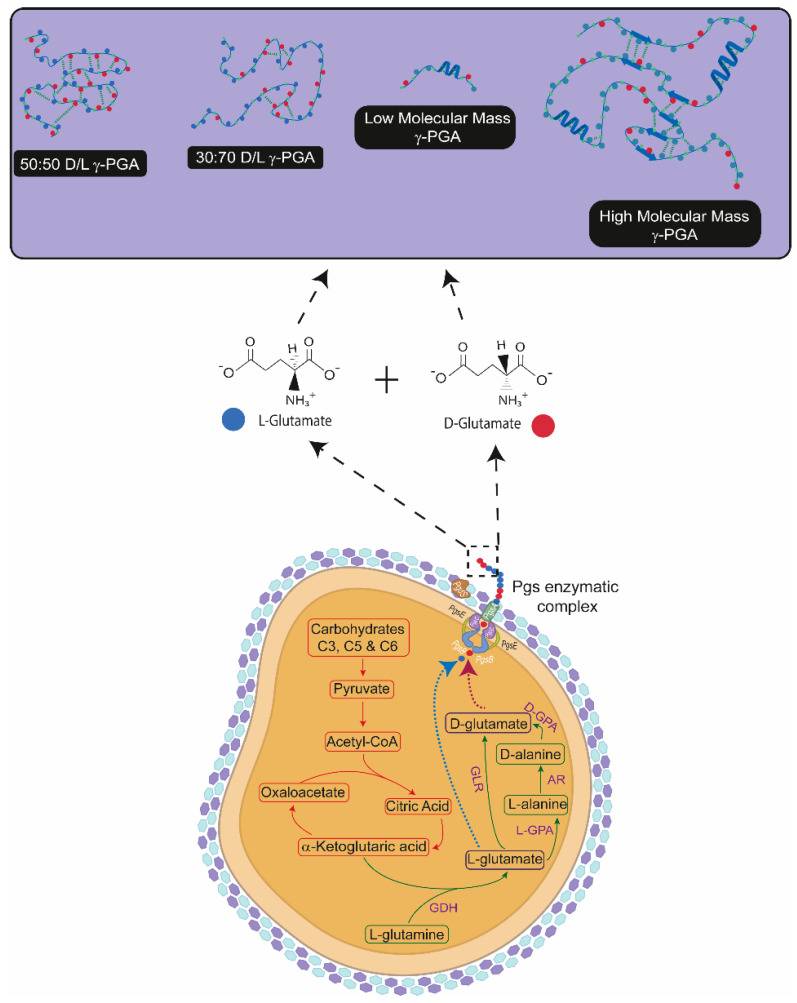 50:50 D/L γ-PGA
30:70 D/L γ-PGA
Low Molecular Mass
γ-PGA
High Molecular Mass
γ-PGA
O
O
H
-O
O-
NH3+
L-Glutamate
+
O
H
O
-O
O-
NH3+
D-Glutamate
Pgs enzymatic
complex
PgsE
PgsE
PgsB
Carbohydrates
C3, C5 & C6
Pyruvate
Acetyl-CoA
Oxaloacetate
Citric Acid
α-Ketoglutaric acid
L-glutamine
GDH
L-glutamate
GLR
L-GPA
L-alanine
AR
D-alanine
D-GPA
D-glutamate